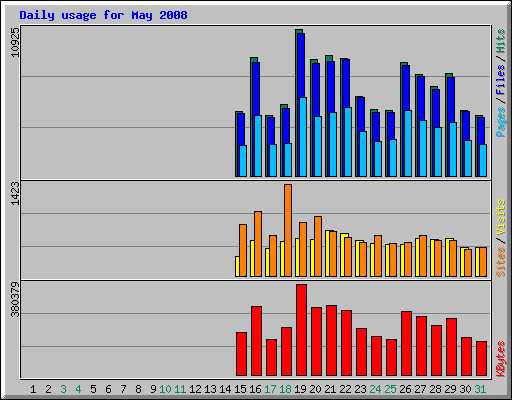 Daily usage for May 2008
10925
Pages / Files / Hits
1423
Sites / Visits
380379
KBytes
1 2 3 4 5 6 7 8 9 10 11 12 13 14 15 16 17 18 19 20 21 22 23 24 25 26 27 28 29 30 31